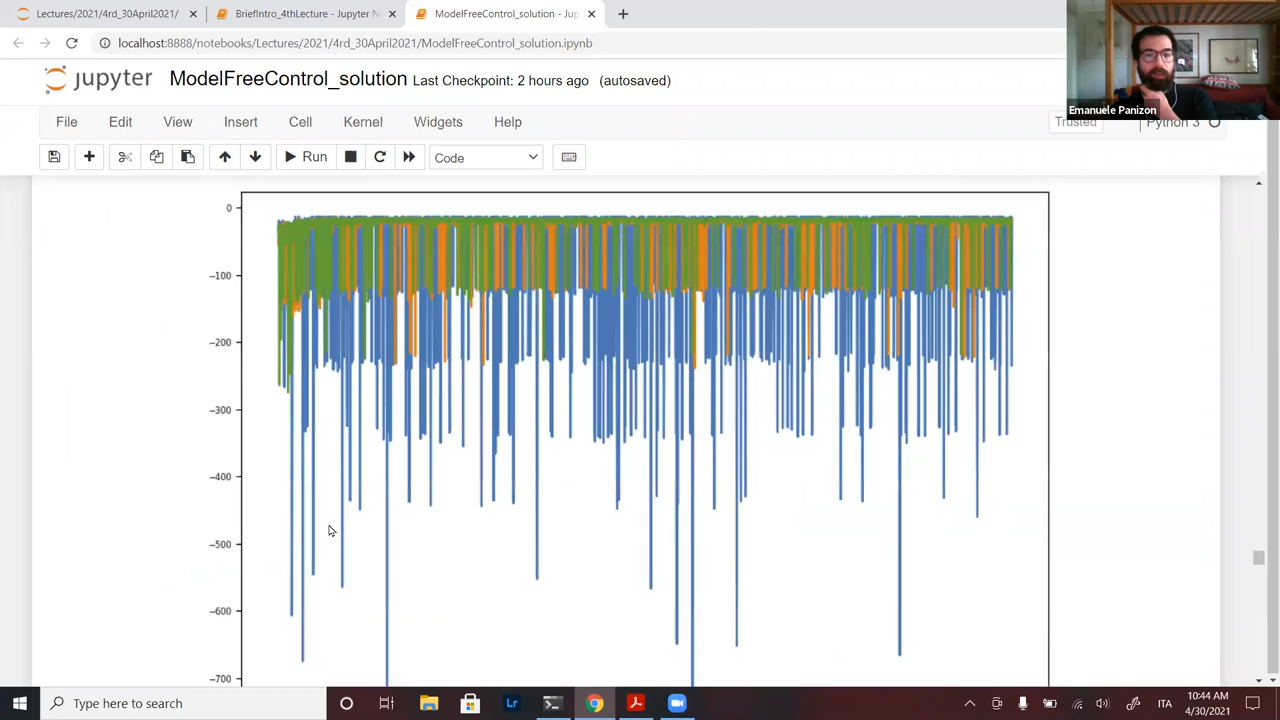 Lectures/2021/4rd_30April2021/
BriefIntro_4thLecture - Jupyter N
ModelFreeControl_solution - Jup
localhost:8888/notebooks/Lectures/2021/4rd_30April2021/ModelFreeControl_solution.ipynb
jupyter ModelFreeControl_solution Last Checkpoint: 2 hours ago (autosaved)
Emanuele Panizon
File Edit View Insert Cell Kernel Widgets Help
Trusted Python 3
Run
Code
0
−100
−200
−300
−400
−500
−600
−700
Type here to search
Lr
ITA
10:44 AM
4/30/2021